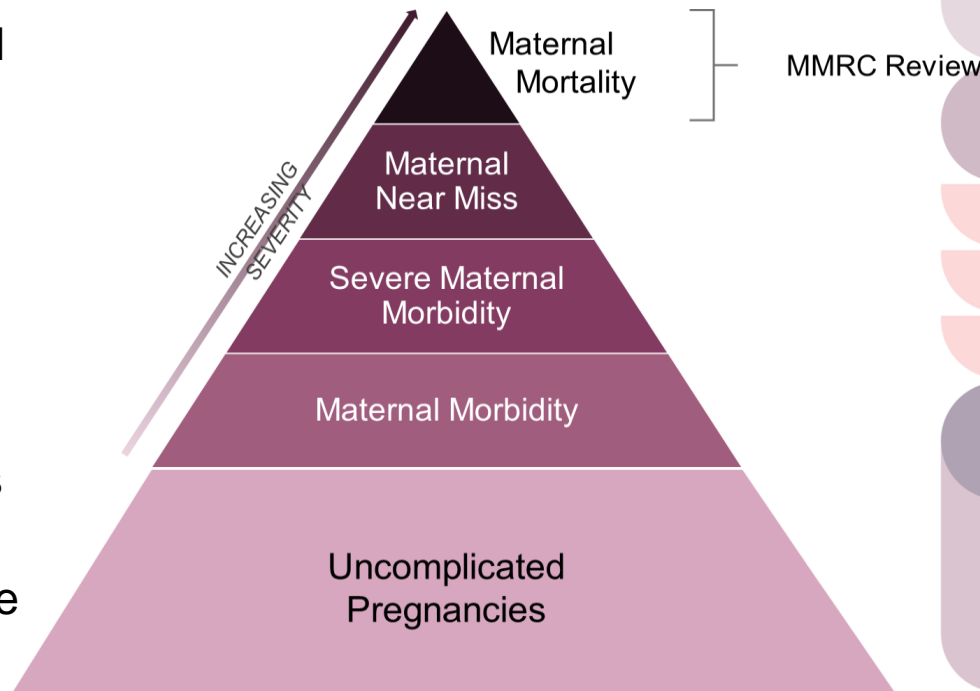 Maternal
Mortality
MMRC Review
INCREASING
SEVERITY
Maternal
Near Miss
Severe Maternal
Morbidity
Maternal Morbidity
Uncomplicated
Pregnancies